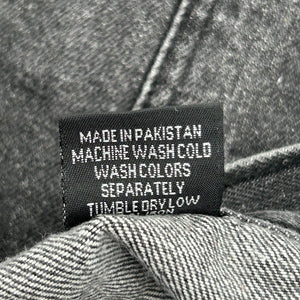 MADE IN PAKISTAN
MACHINE WASH COLD
WASH COLORS
SEPARATELY
TUMBLE DRY LOW